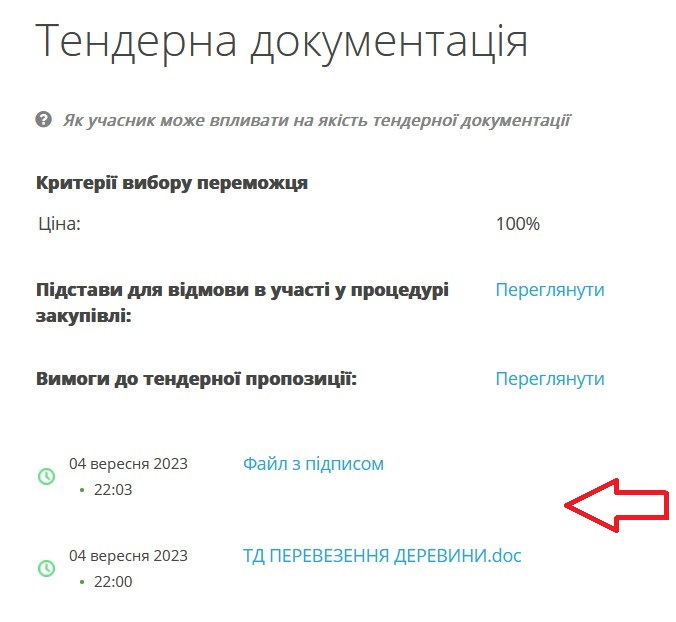 Тендерна документація
Як учасник може впливати на якість тендерної документації
Критерії вибору переможця
Ціна: 100%
Підстави для відмови в участі у процедурі Переглянути
закупівлі:
Вимоги до тендерної пропозиції: Переглянути
04 вересня 2023 Файл з підписом
• 22:03
04 вересня 2023 ТД ПЕРЕВЕЗЕННЯ ДЕРЕВИНИ.doc
• 22:00